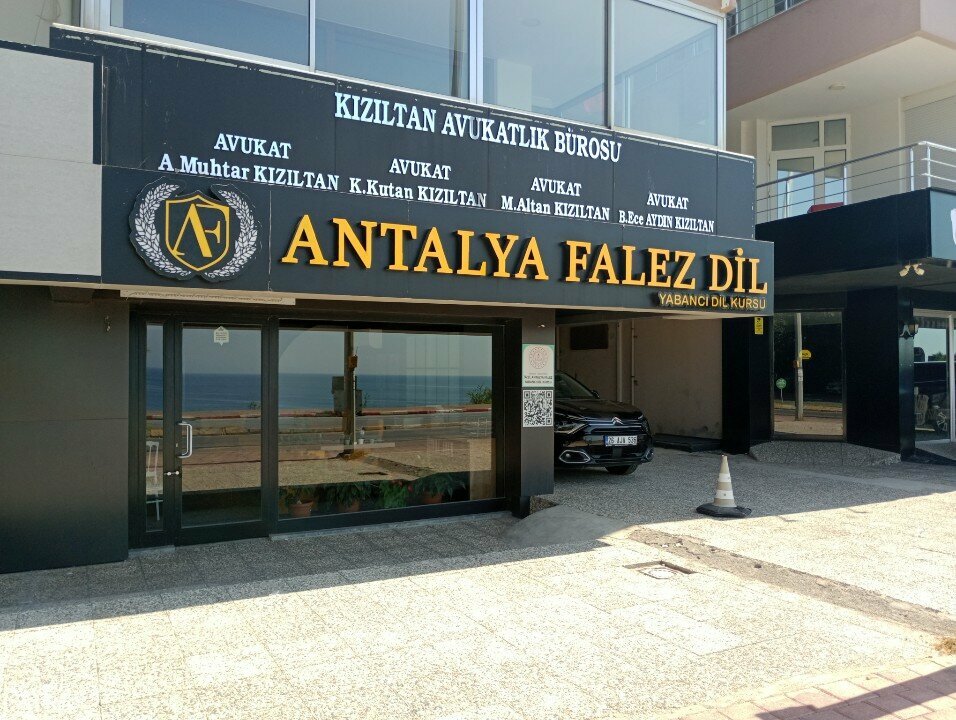 KIZILTAN AVUKATLIK BÜROSU
AVUKAT
A.Muhtar KIZILTAN
AVUKAT
K.Kutan KIZILTAN
AVUKAT
M.Altan KIZILTAN
AVUKAT
B.Ece AYDIN KIZILTAN
AF
ANTALYA FALEZ DİL
YABANCI DİL KURSU